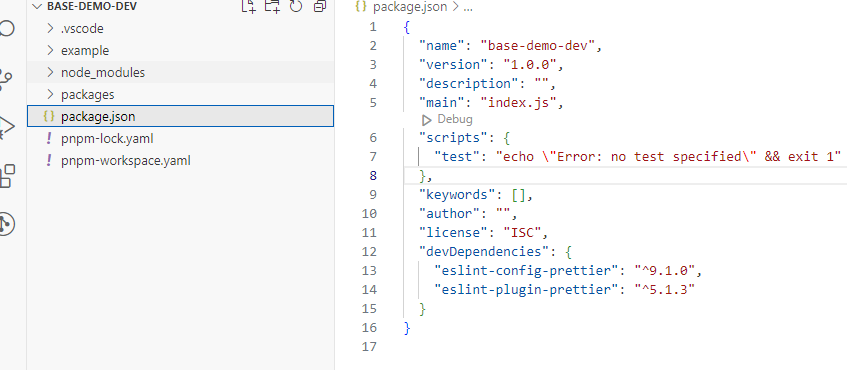 BASE-DEMO-DEV
.vscode
example
node_modules
packages
{} package.json
! pnpm-lock.yaml
! pnpm-workspace.yaml
{} package.json > ...
1 {
2 "name": "base-demo-dev",
3 "version": "1.0.0",
4 "description": "",
5 "main": "index.js",
Debug
6 "scripts": {
7 "test": "echo \"Error: no test specified\" && exit 1"
8 },
9 "keywords": [],
10 "author": "",
11 "license": "ISC",
12 "devDependencies": {
13 "eslint-config-prettier": "^9.1.0",
14 "eslint-plugin-prettier": "^5.1.3"
15 }
16 }
17